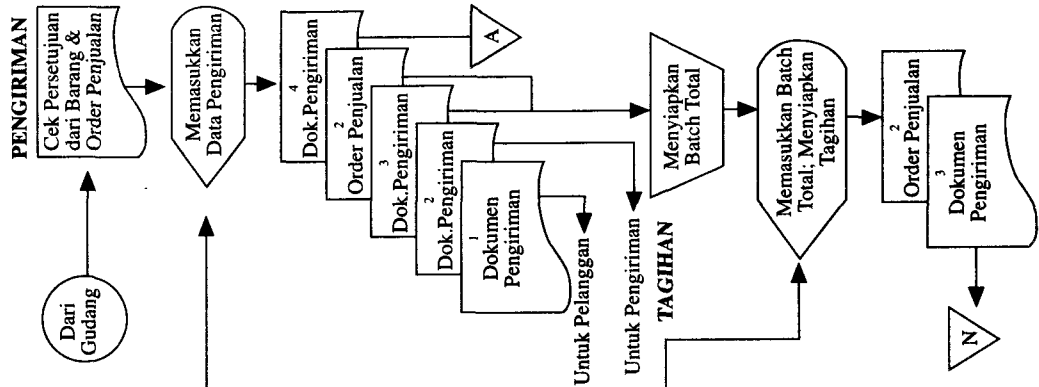 PENGIRIMAN
Dari
Gudang
Cek Persetujuan
dari Barang &
Order Penjualan
Memasukkan
Data Pengiriman
4
Dok.Pengiriman
2
Order Penjualan
3
Dok.Pengiriman
2
Dok.Pengiriman
1
Dokumen
Pengiriman
A
Untuk Pelanggan
Untuk Pengiriman
TAGIHAN
Menyiapkan
Batch Total
Memasukkan Batch
Total; Menyiapkan
Tagihan
2
Order Penjualan
3
Dokumen
Pengiriman
N